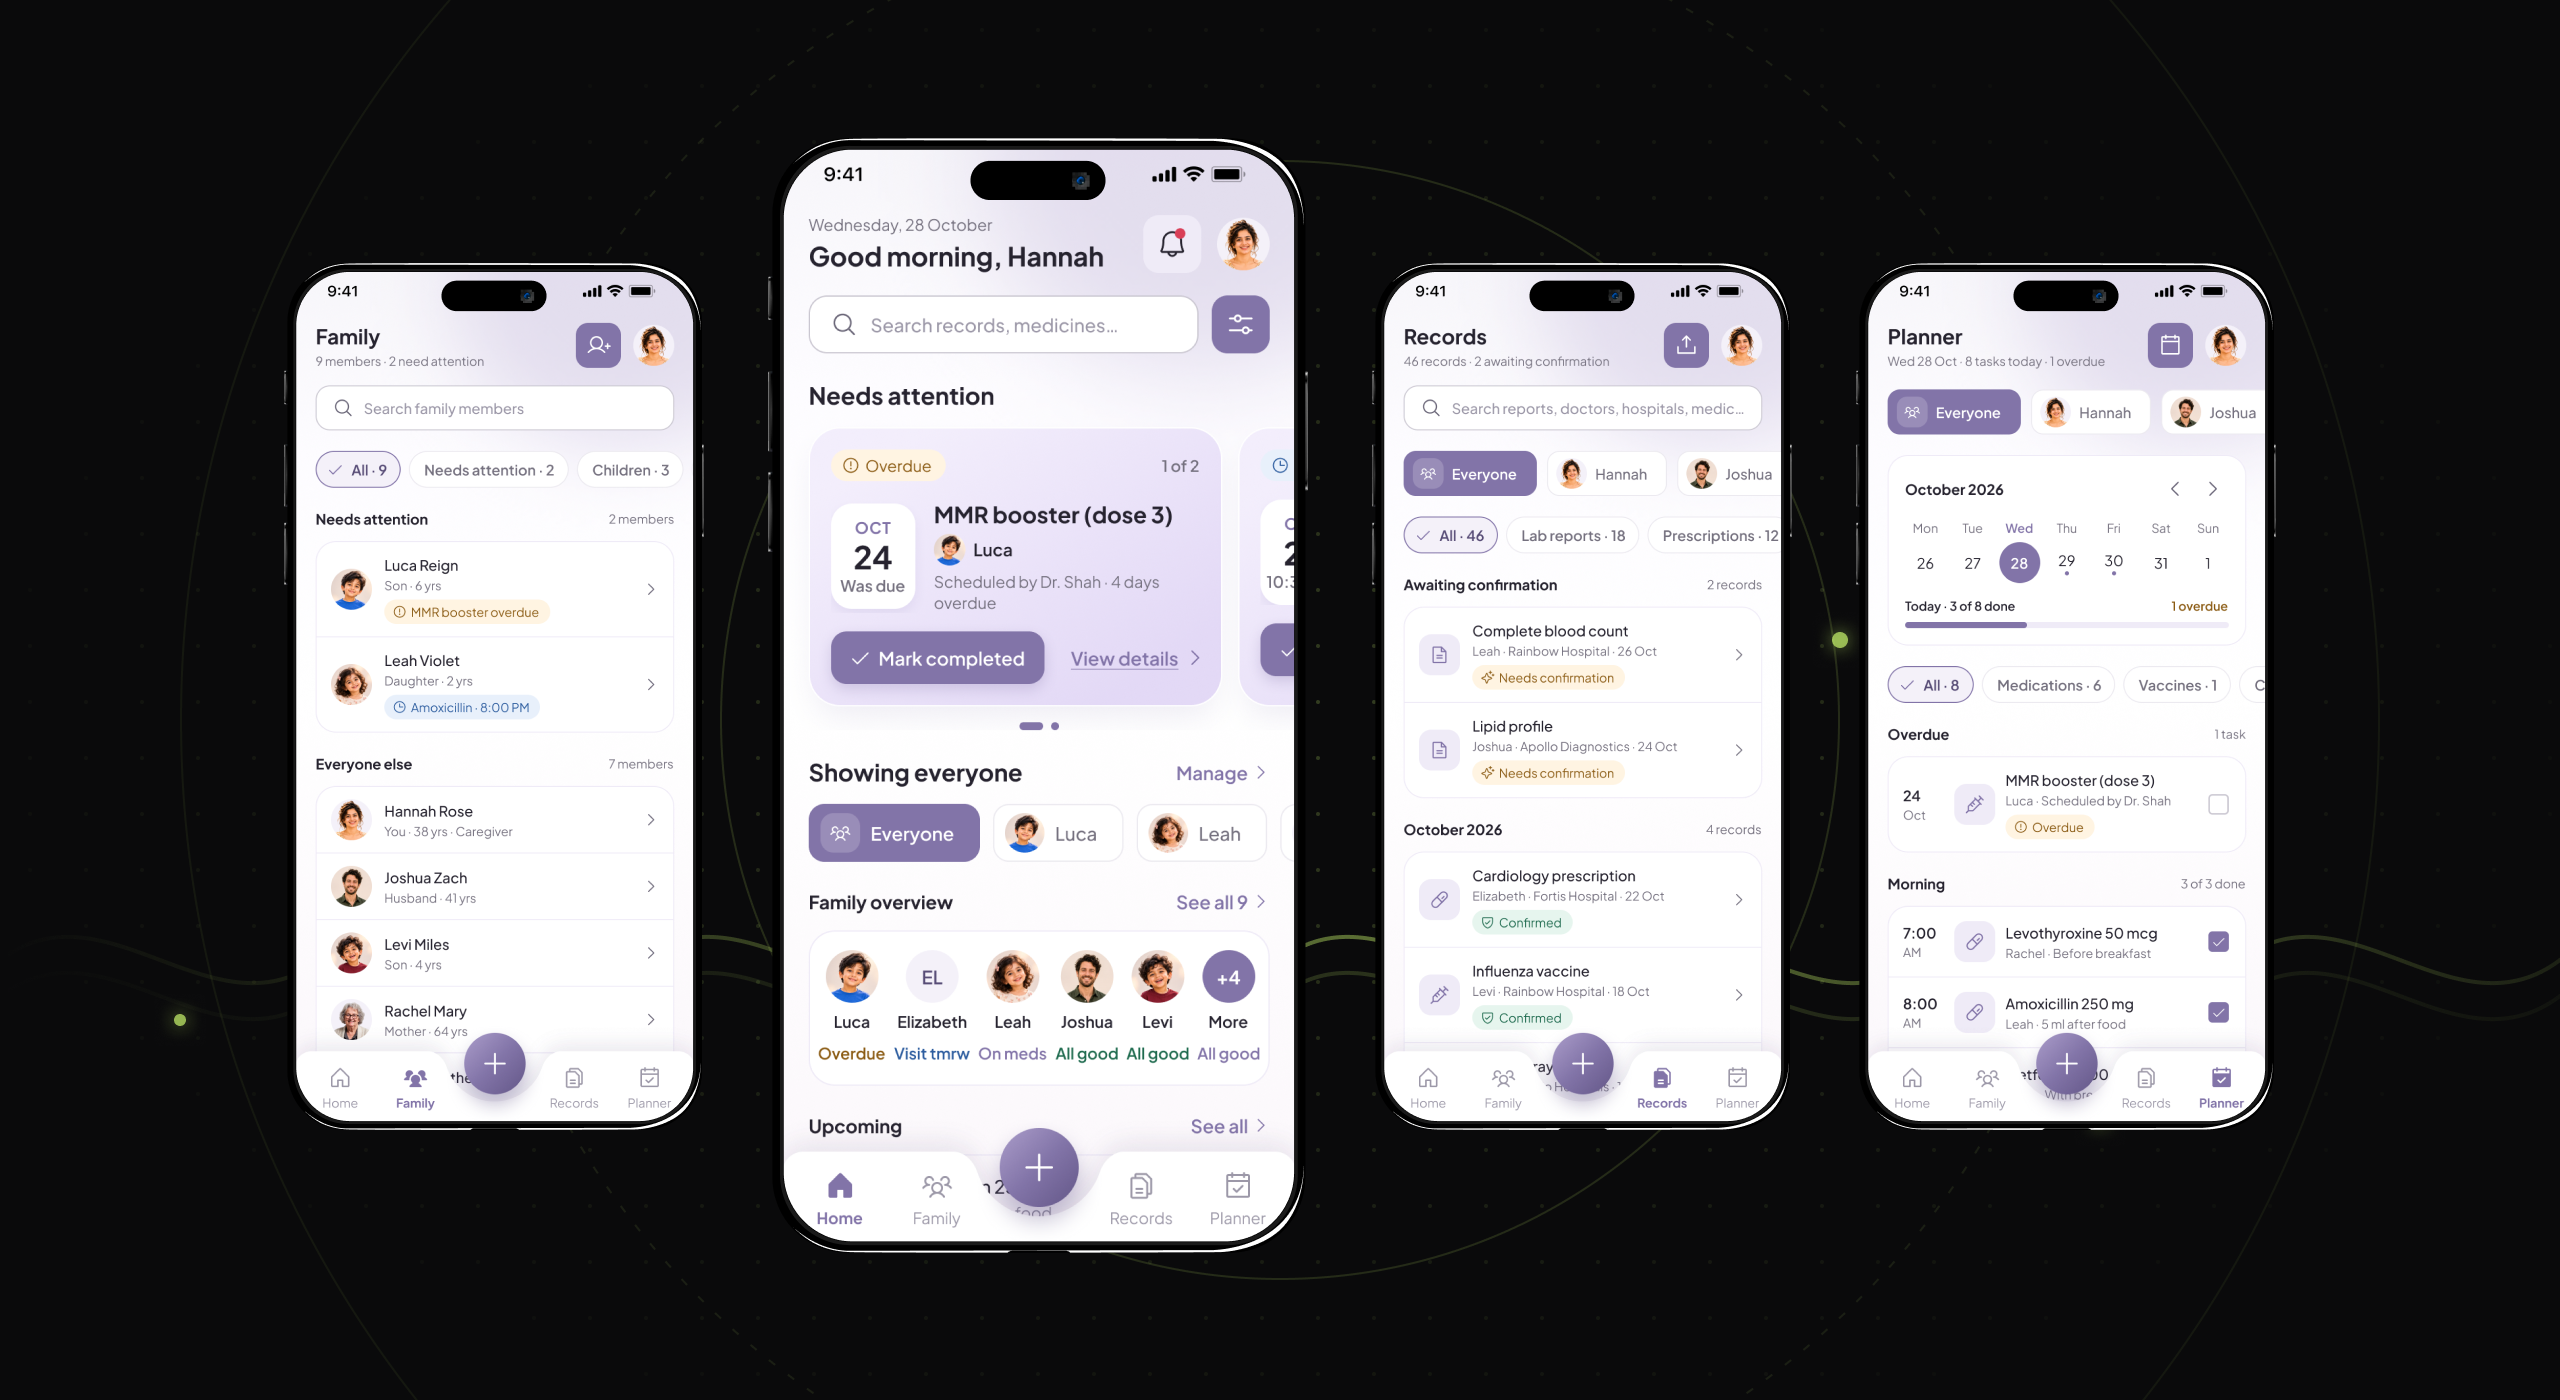 9:41
Family
9 members · 2 need attention
Search family members
All · 9
Needs attention · 2
Children · 3
Needs attention
2 members
Luca Reign
Son · 6 yrs
MMR booster overdue
Leah Violet
Daughter · 2 yrs
Amoxicillin · 8:00 PM
Everyone else
7 members
Hannah Rose
You · 38 yrs · Caregiver
Joshua Zach
Husband · 41 yrs
Levi Miles
Son · 4 yrs
Rachel Mary
Mother · 64 yrs
Home
Family
Records
Planner
9:41
Wednesday, 28 October
Good morning, Hannah
Search records, medicines...
Needs attention
Overdue
1 of 2
OCT
24
Was due
MMR booster (dose 3)
Luca
Scheduled by Dr. Shah · 4 days
overdue
Mark completed
View details
Showing everyone
Manage
Everyone
Luca
Leah
Family overview
See all 9
EL
+4
Luca
Elizabeth
Leah
Joshua
Levi
More
Overdue
Visit tmrw
On meds
All good
All good
All good
Upcoming
See all
food
Home
Family
Records
Planner
9:41
Records
46 records · 2 awaiting confirmation
Search reports, doctors, hospitals, medic...
Everyone
Hannah
Joshua
All · 46
Lab reports · 18
Prescriptions · 12
Awaiting confirmation
2 records
Complete blood count
Leah · Rainbow Hospital · 26 Oct
Needs confirmation
Lipid profile
Joshua · Apollo Diagnostics · 24 Oct
Needs confirmation
October 2026
4 records
Cardiology prescription
Elizabeth · Fortis Hospital · 22 Oct
Confirmed
Influenza vaccine
Levi · Rainbow Hospital · 18 Oct
Confirmed
Home
Family
Records
Planner
9:41
Planner
Wed 28 Oct · 8 tasks today · 1 overdue
Everyone
Hannah
Joshua
October 2026
Mon Tue Wed Thu Fri Sat Sun
26 27 28 29 30 31 1
Today · 3 of 8 done
1 overdue
All · 8
Medications · 6
Vaccines · 1
Overdue
1 task
24
Oct
MMR booster (dose 3)
Luca · Scheduled by Dr. Shah
Overdue
Morning
3 of 3 done
7:00
AM
Levothyroxine 50 mcg
Rachel · Before breakfast
8:00
AM
Amoxicillin 250 mg
Leah · 5 ml after food
Home
Family
Records
Planner